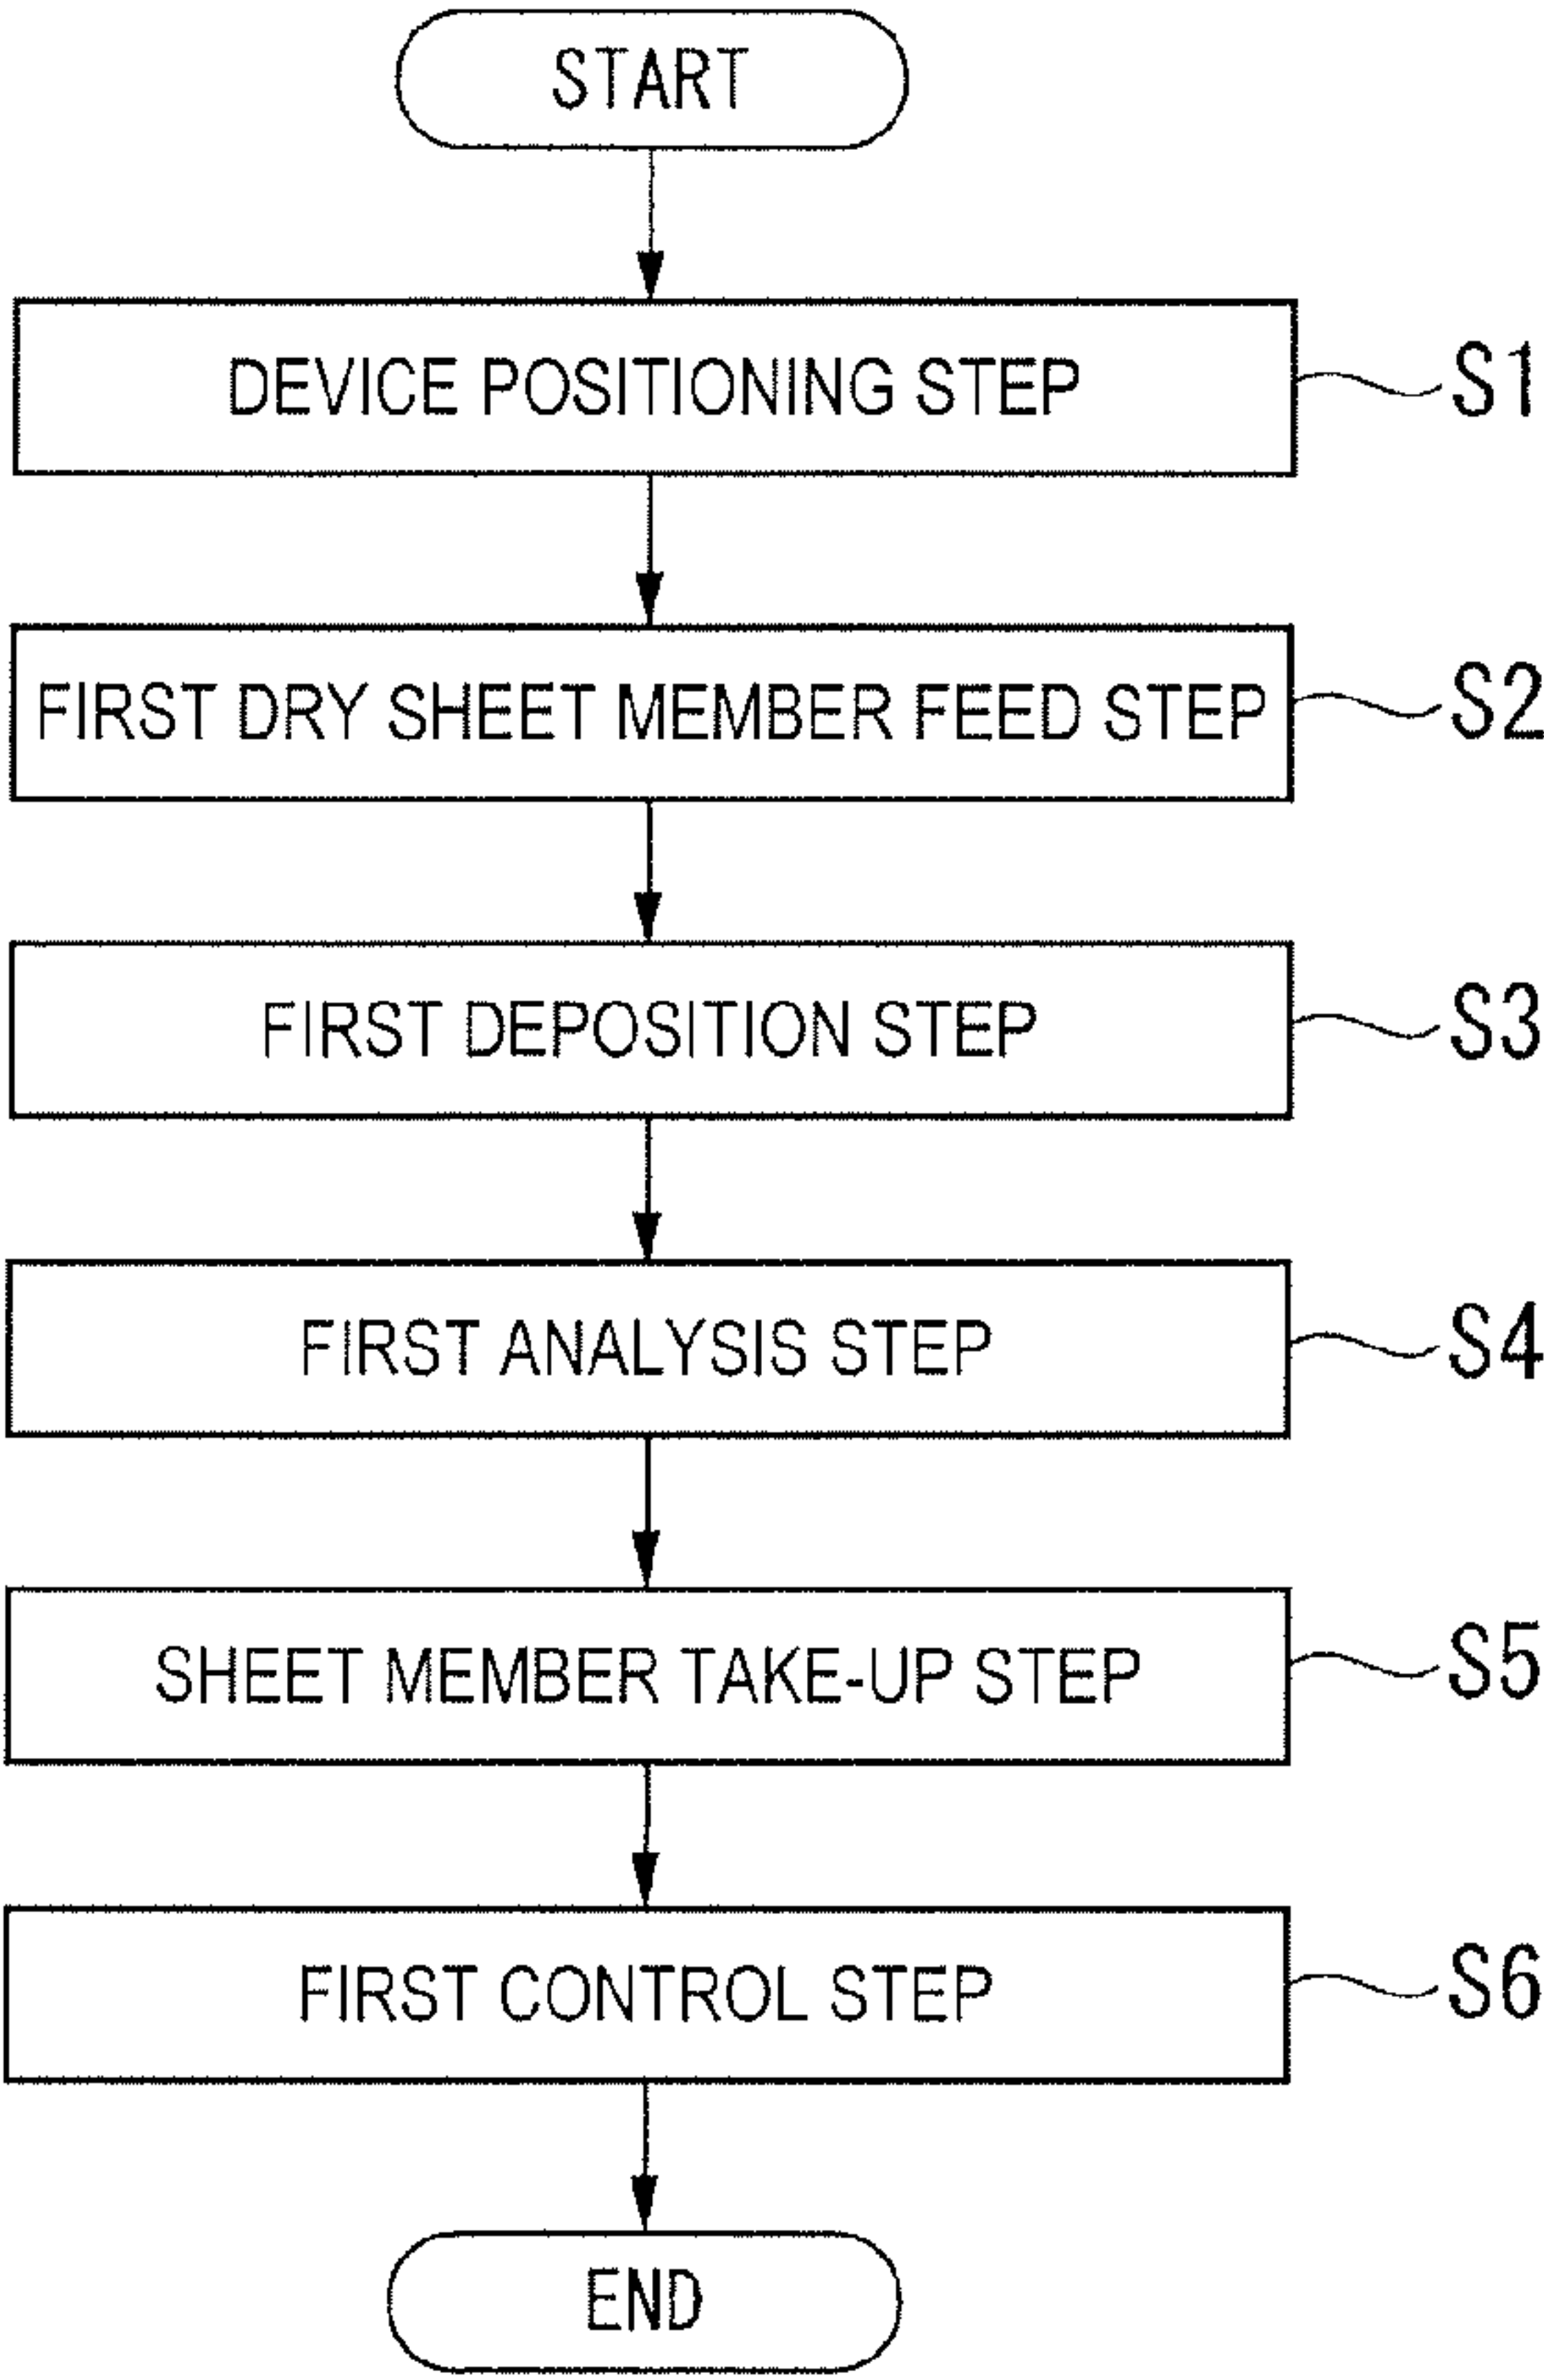 START
DEVICE POSITIONING STEP S1
FIRST DRY SHEET MEMBER FEED STEP S2
FIRST DEPOSITION STEP S3
FIRST ANALYSIS STEP S4
SHEET MEMBER TAKE-UP STEP S5
FIRST CONTROL STEP S6
END